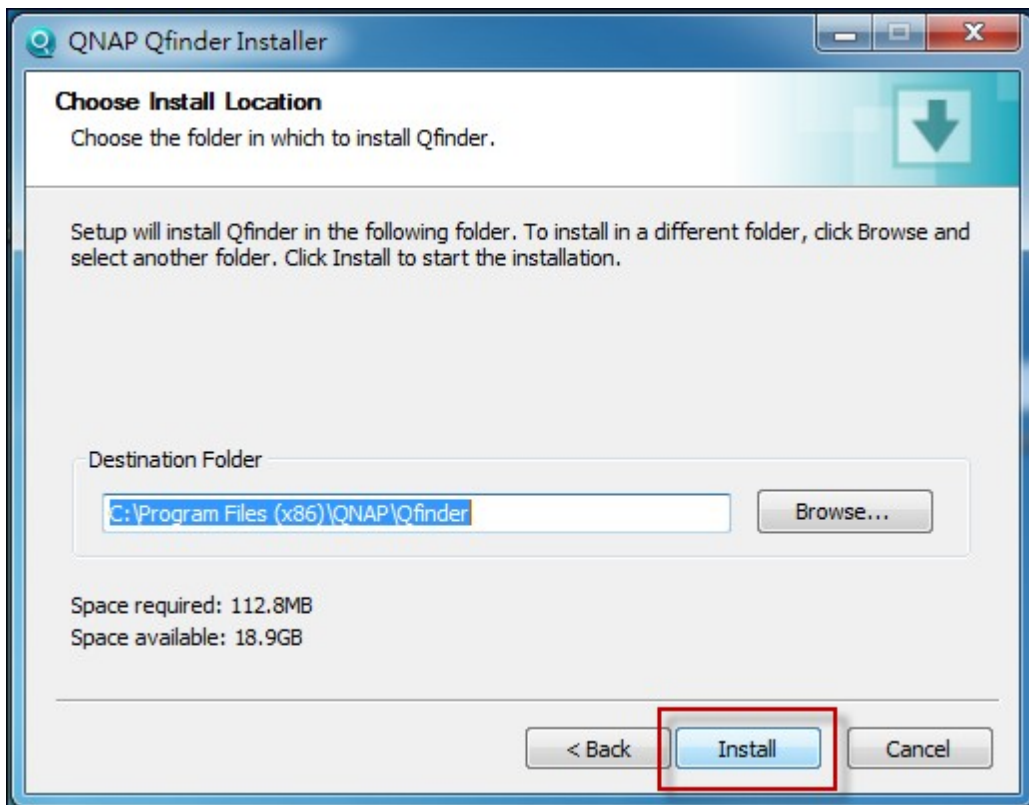 QNAP Qfinder Installer
Choose Install Location
Choose the folder in which to install Qfinder.
Setup will install Qfinder in the following folder. To install in a different folder, click Browse and
select another folder. Click Install to start the installation.
Destination Folder
C:\Program Files (x86)\QNAP\Qfinder
Browse...
Space required: 112.8MB
Space available: 18.9GB
< Back
Install
Cancel